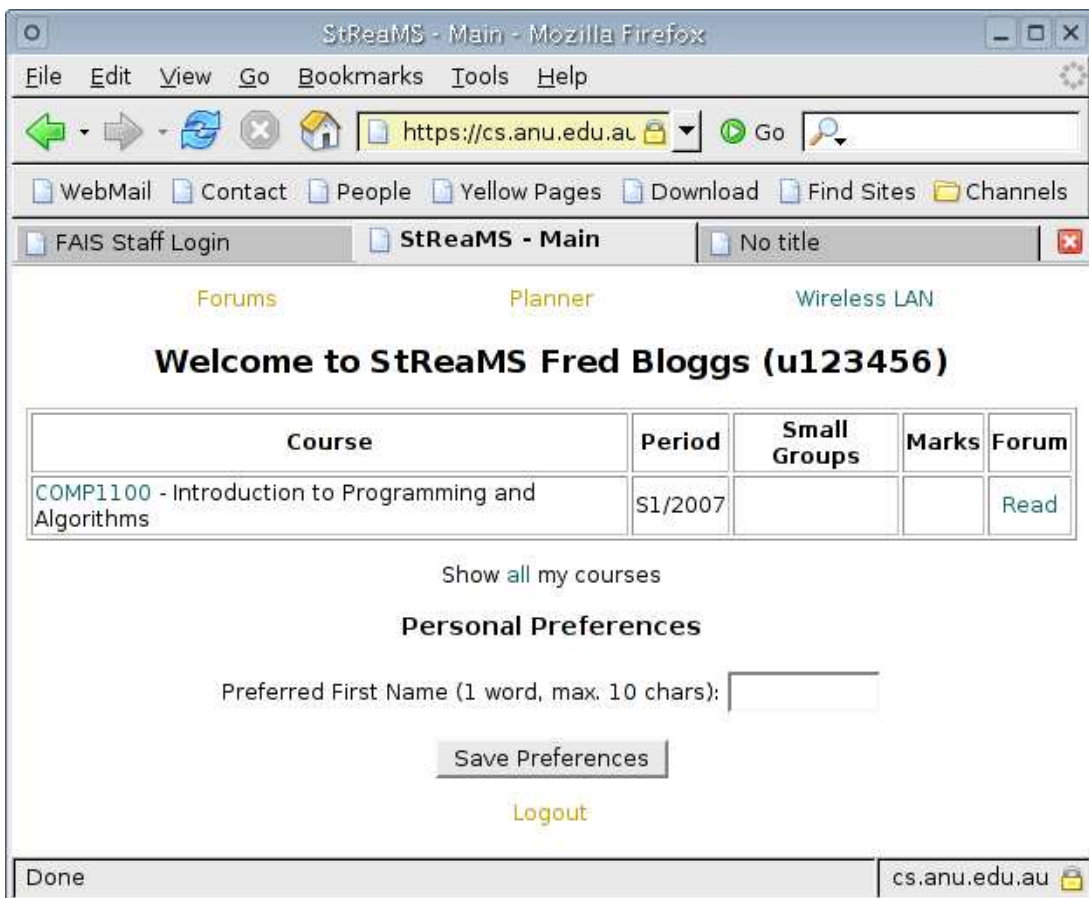 StReaMS - Main - Mozilla Firefox
File Edit View Go Bookmarks Tools Help
https://cs.anu.edu.au Go
WebMail Contact People Yellow Pages Download Find Sites Channels
FAIS Staff Login StReaMS - Main No title
Forums Planner Wireless LAN
Welcome to StReaMS Fred Bloggs (u123456)
Course Period Small Groups Marks Forum
COMP1100 - Introduction to Programming and
Algorithms S1/2007 Read
Show all my courses
Personal Preferences
Preferred First Name (1 word, max. 10 chars):
Save Preferences
Logout
Done cs.anu.edu.au